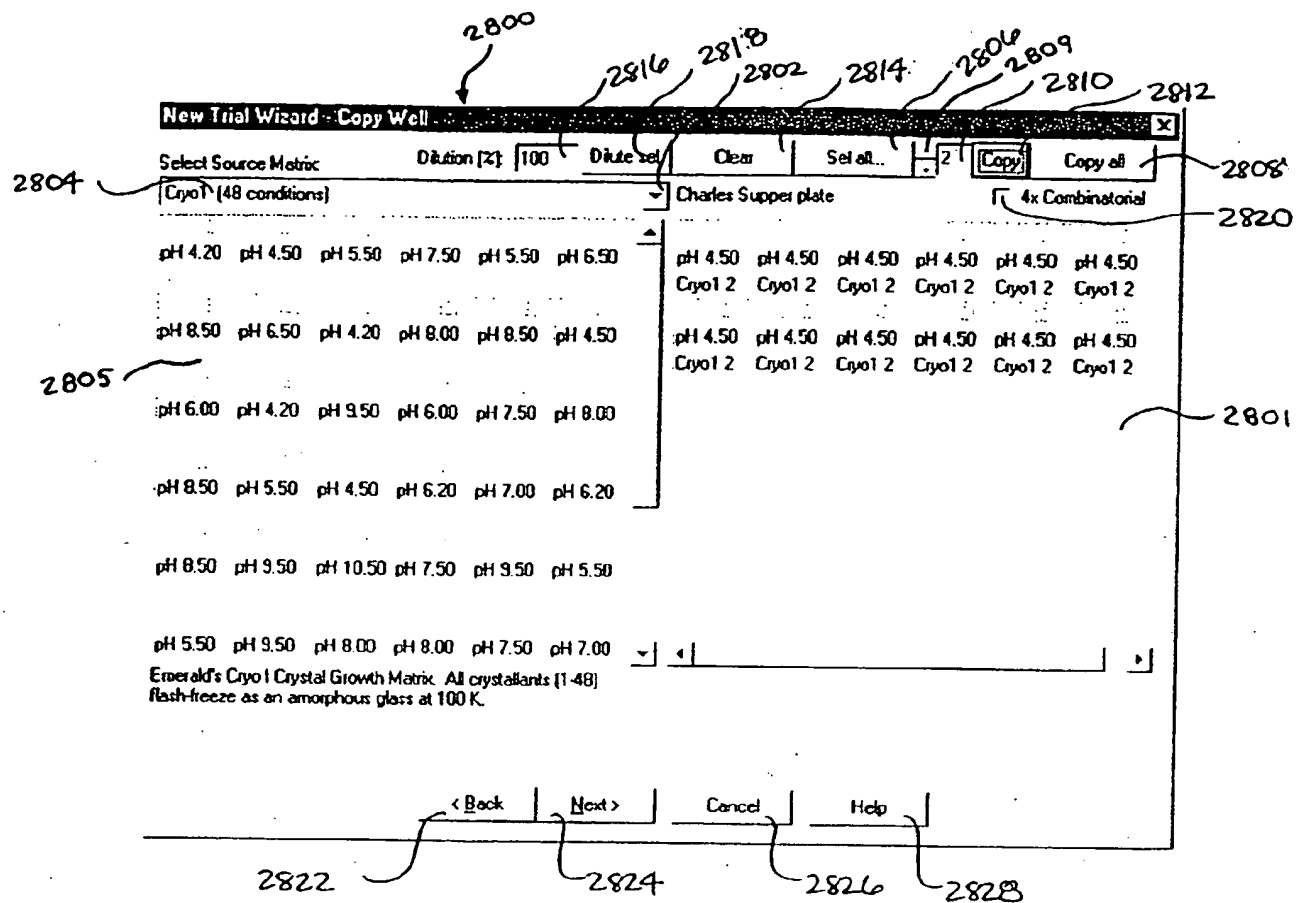 2800
2816 2818 2802 2814 2806 2809 2810 2812
New Trial Wizard - Copy Well
Select Source Matrix Dilution [%]: 100 Dilute sel Clear Sel alt... 2 Copy Copy all
2808
2804
Cryo1 (48 conditions) Charles Supper plate 4x Combinatorial
2820
pH 4.20 pH 4.50 pH 5.50 pH 7.50 pH 5.50 pH 6.50 pH 4.50 pH 4.50 pH 4.50 pH 4.50 pH 4.50 pH 4.50
Cryo1 2 Cryo1 2 Cryo1 2 Cryo1 2 Cryo1 2 Cryo1 2
pH 8.50 pH 6.50 pH 4.20 pH 8.00 pH 8.50 pH 4.50 pH 4.50 pH 4.50 pH 4.50 pH 4.50 pH 4.50 pH 4.50
Cryo1 2 Cryo1 2 Cryo1 2 Cryo1 2 Cryo1 2 Cryo1 2
2805
pH 6.00 pH 4.20 pH 9.50 pH 6.00 pH 7.50 pH 8.00
2801
pH 8.50 pH 5.50 pH 4.50 pH 6.20 pH 7.00 pH 6.20
pH 8.50 pH 9.50 pH 10.50 pH 7.50 pH 9.50 pH 5.50
pH 5.50 pH 9.50 pH 8.00 pH 8.00 pH 7.50 pH 7.00
Emerald's Cryo I Crystal Growth Matrix. All crystallants (1-48)
flash-freeze as an amorphous glass at 100 K.
< Back Next > Cancel Help
2822 2824 2826 2828